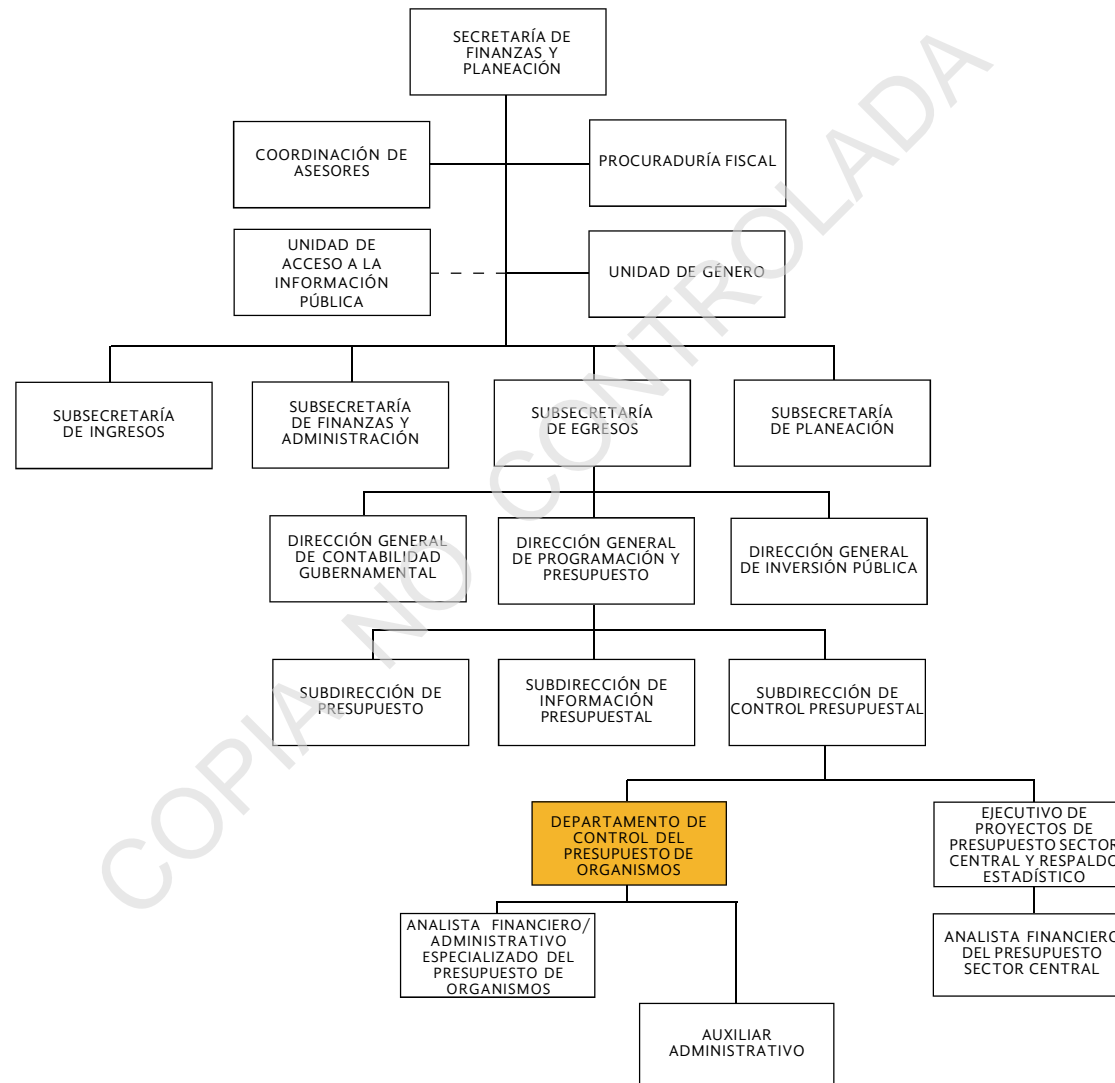 SECRETARÍA DE
FINANZAS Y
PLANEACIÓN
COORDINACIÓN DE
ASESORES
PROCURADURÍA FISCAL
UNIDAD DE
ACCESO A LA
INFORMACIÓN
PÚBLICA
UNIDAD DE GÉNERO
SUBSECRETARÍA
DE INGRESOS
SUBSECRETARÍA
DE FINANZAS Y
ADMINISTRACIÓN
SUBSECRETARÍA
DE EGRESOS
SUBSECRETARÍA
DE PLANEACIÓN
DIRECCIÓN GENERAL
DE CONTABILIDAD
GUBERNAMENTAL
DIRECCIÓN GENERAL
DE PROGRAMACIÓN Y
PRESUPUESTO
DIRECCIÓN GENERAL
DE INVERSIÓN PÚBLICA
SUBDIRECCIÓN DE
PRESUPUESTO
SUBDIRECCIÓN DE
INFORMACIÓN
PRESUPUESTAL
SUBDIRECCIÓN DE
CONTROL PRESUPUESTAL
DEPARTAMENTO DE
CONTROL DEL
PRESUPUESTO DE
ORGANISMOS
EJECUTIVO DE
PROYECTOS DE
PRESUPUESTO SECTOR
CENTRAL Y RESPALDO
ESTADÍSTICO
ANALISTA FINANCIERO/
ADMINISTRATIVO
ESPECIALIZADO DEL
PRESUPUESTO DE
ORGANISMOS
ANALISTA FINANCIERO
DEL PRESUPUESTO
SECTOR CENTRAL
AUXILIAR
ADMINISTRATIVO
COPIA NO CONTROLADA